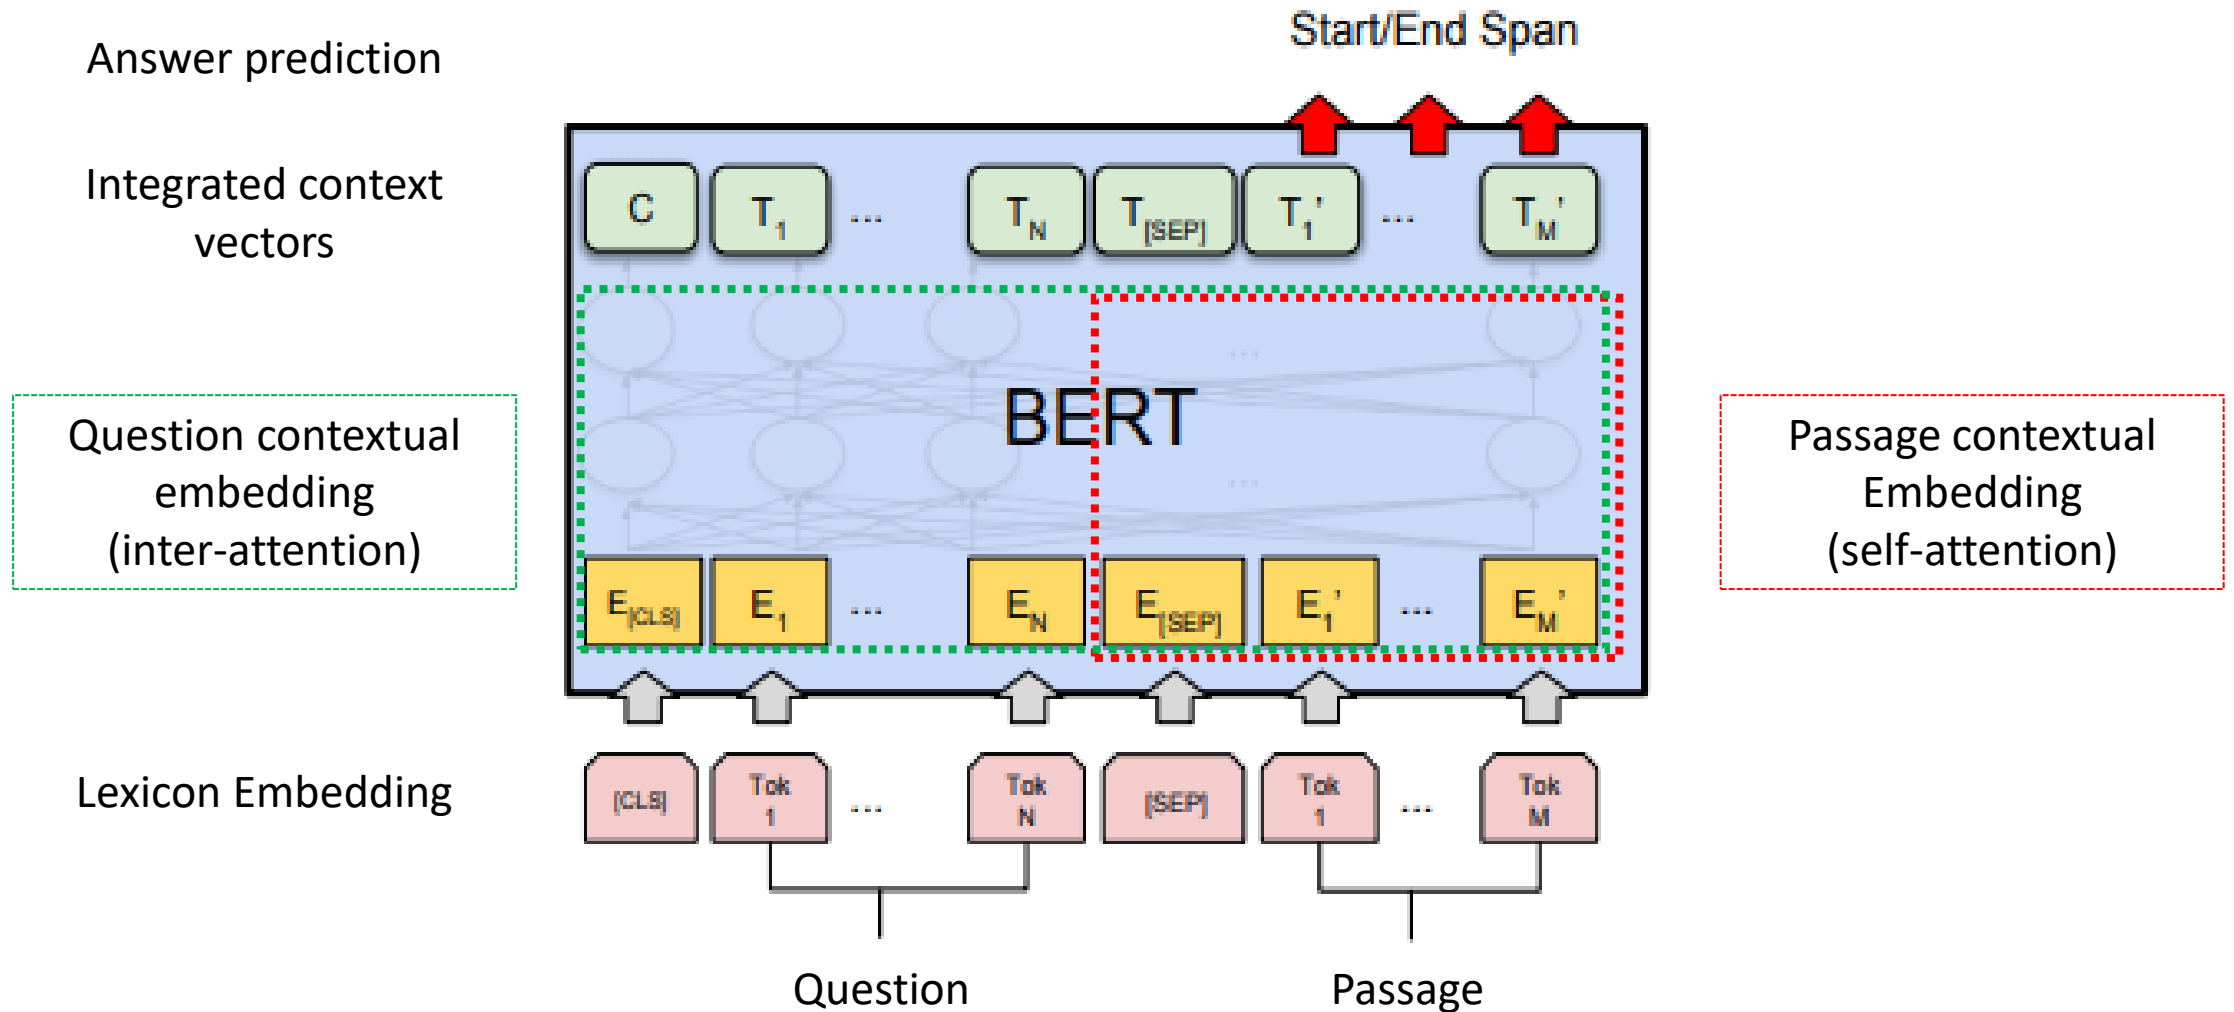 Start/End Span
Answer prediction
Integrated context
vectors
C T1 ... TN T[SEP] T1' ... TM'
...
BERT
Question contextual
embedding
(inter-attention)
Passage contextual
Embedding
(self-attention)
...
E[CLS] E1 ... EN E[SEP] E1' ... EM'
Lexicon Embedding
[CLS] Tok 1 ... Tok N [SEP] Tok 1 ... Tok M
Question Passage